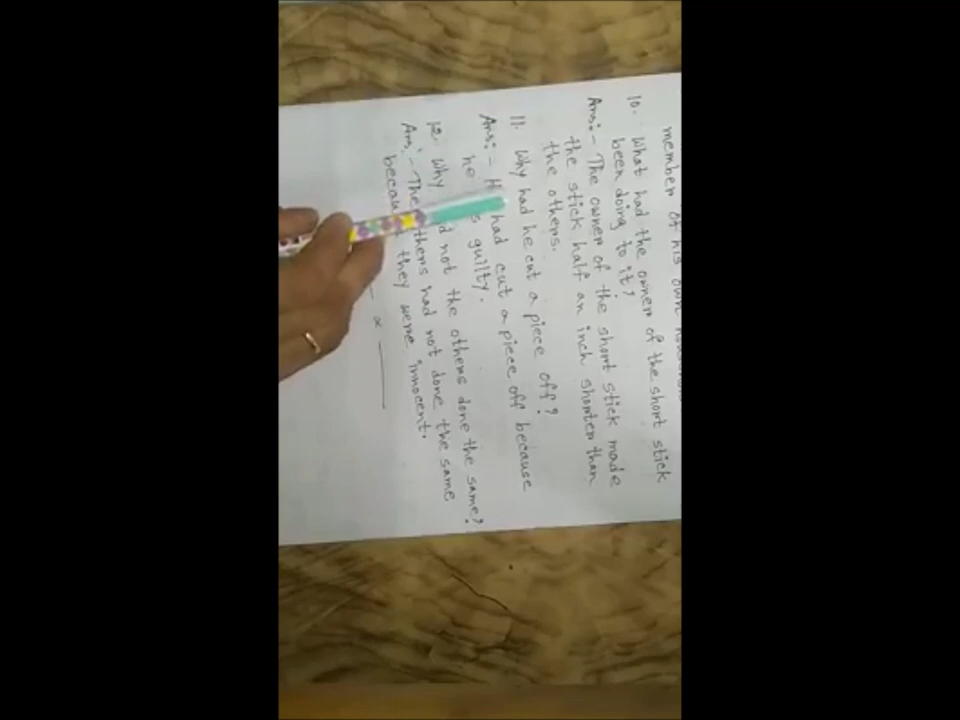 member of his own
10. What had the owner of the short stick
been doing to it?
Ans:- The owner of the short stick made
the stick half an inch shorter than
the others.
11. Why had he cut a piece off?
Ans:- had cut a piece off because
he guilty.
12. Why not the others done the same?
Ans:- The others had not done the same
they were innocent.